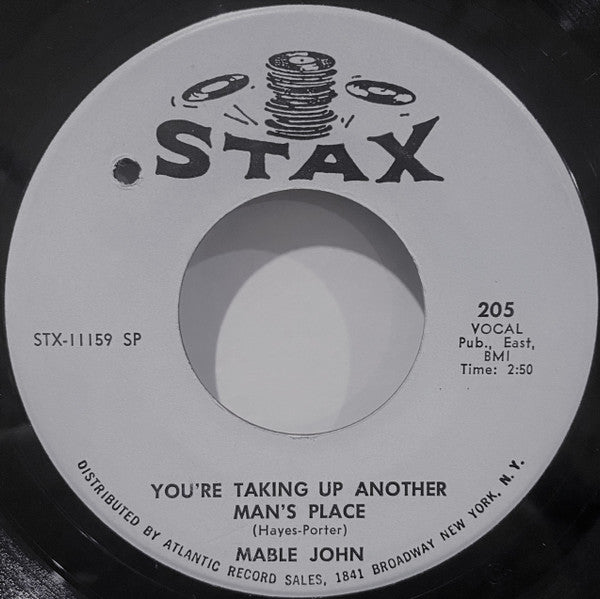 STAX
STX-11159 SP
205
VOCAL
Pub., East,
BMI
Time: 2:50
YOU'RE TAKING UP ANOTHER
MAN'S PLACE
(Hayes-Porter)
MABLE JOHN
DISTRIBUTED BY ATLANTIC RECORD SALES, 1841 BROADWAY NEW YORK, N.Y.